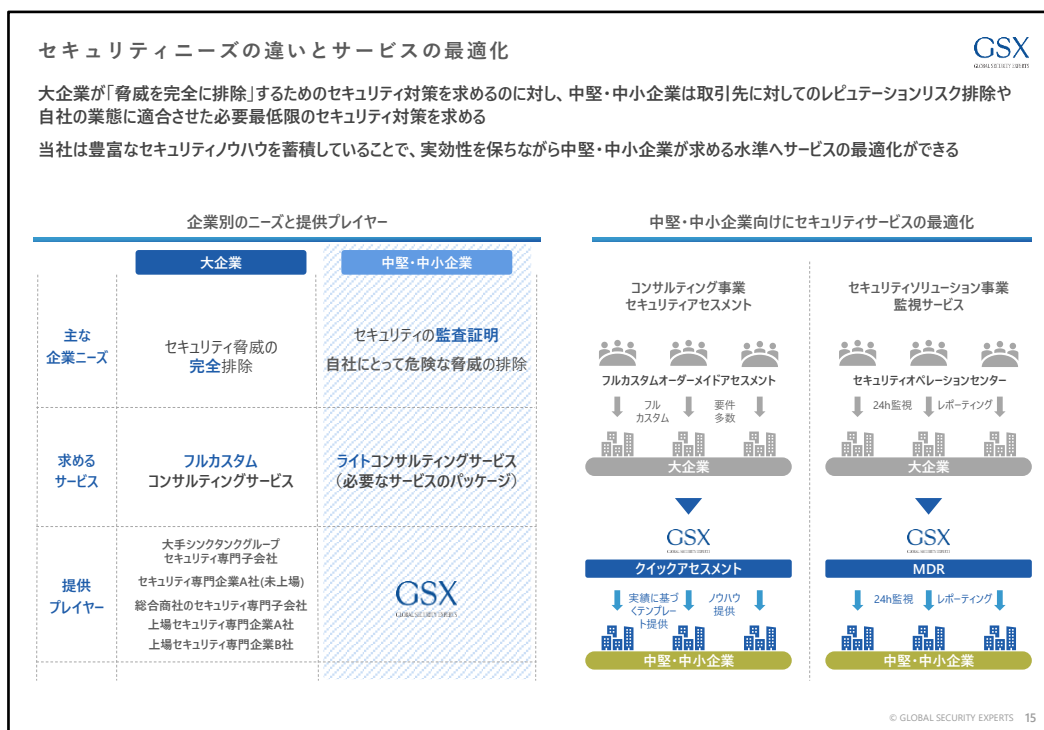 セキュリティニーズの違いとサービスの最適化
GSX
GLOBAL SECURITY EXPERTS
大企業が「脅威を完全に排除」するためのセキュリティ対策を求めるのに対し、中堅・中小企業は取引先に対してのレピュテーションリスク排除や
自社の業態に適合させた必要最低限のセキュリティ対策を求める
当社は豊富なセキュリティノウハウを蓄積していることで、実効性を保ちながら中堅・中小企業が求める水準へサービスの最適化ができる
企業別のニーズと提供プレイヤー
大企業
中堅・中小企業
主な
企業ニーズ
セキュリティ脅威の
完全排除
セキュリティの監査証明
自社にとって危険な脅威の排除
求める
サービス
フルカスタム
コンサルティングサービス
ライトコンサルティングサービス
（必要なサービスのパッケージ）
提供
プレイヤー
大手シンクタンクグループ
セキュリティ専門子会社
セキュリティ専門企業A社(未上場)
総合商社のセキュリティ専門子会社
上場セキュリティ専門企業A社
上場セキュリティ専門企業B社
GSX
GLOBAL SECURITY EXPERTS
中堅・中小企業向けにセキュリティサービスの最適化
コンサルティング事業
セキュリティアセスメント
フルカスタムオーダーメイドアセスメント
フル
カスタム
要件
多数
大企業
GSX
GLOBAL SECURITY EXPERTS
クイックアセスメント
実績に基づ
くテンプレー
ト提供
ノウハウ
提供
中堅・中小企業
セキュリティソリューション事業
監視サービス
セキュリティオペレーションセンター
24h監視
レポーティング
大企業
GSX
GLOBAL SECURITY EXPERTS
MDR
24h監視
レポーティング
中堅・中小企業
© GLOBAL SECURITY EXPERTS 15